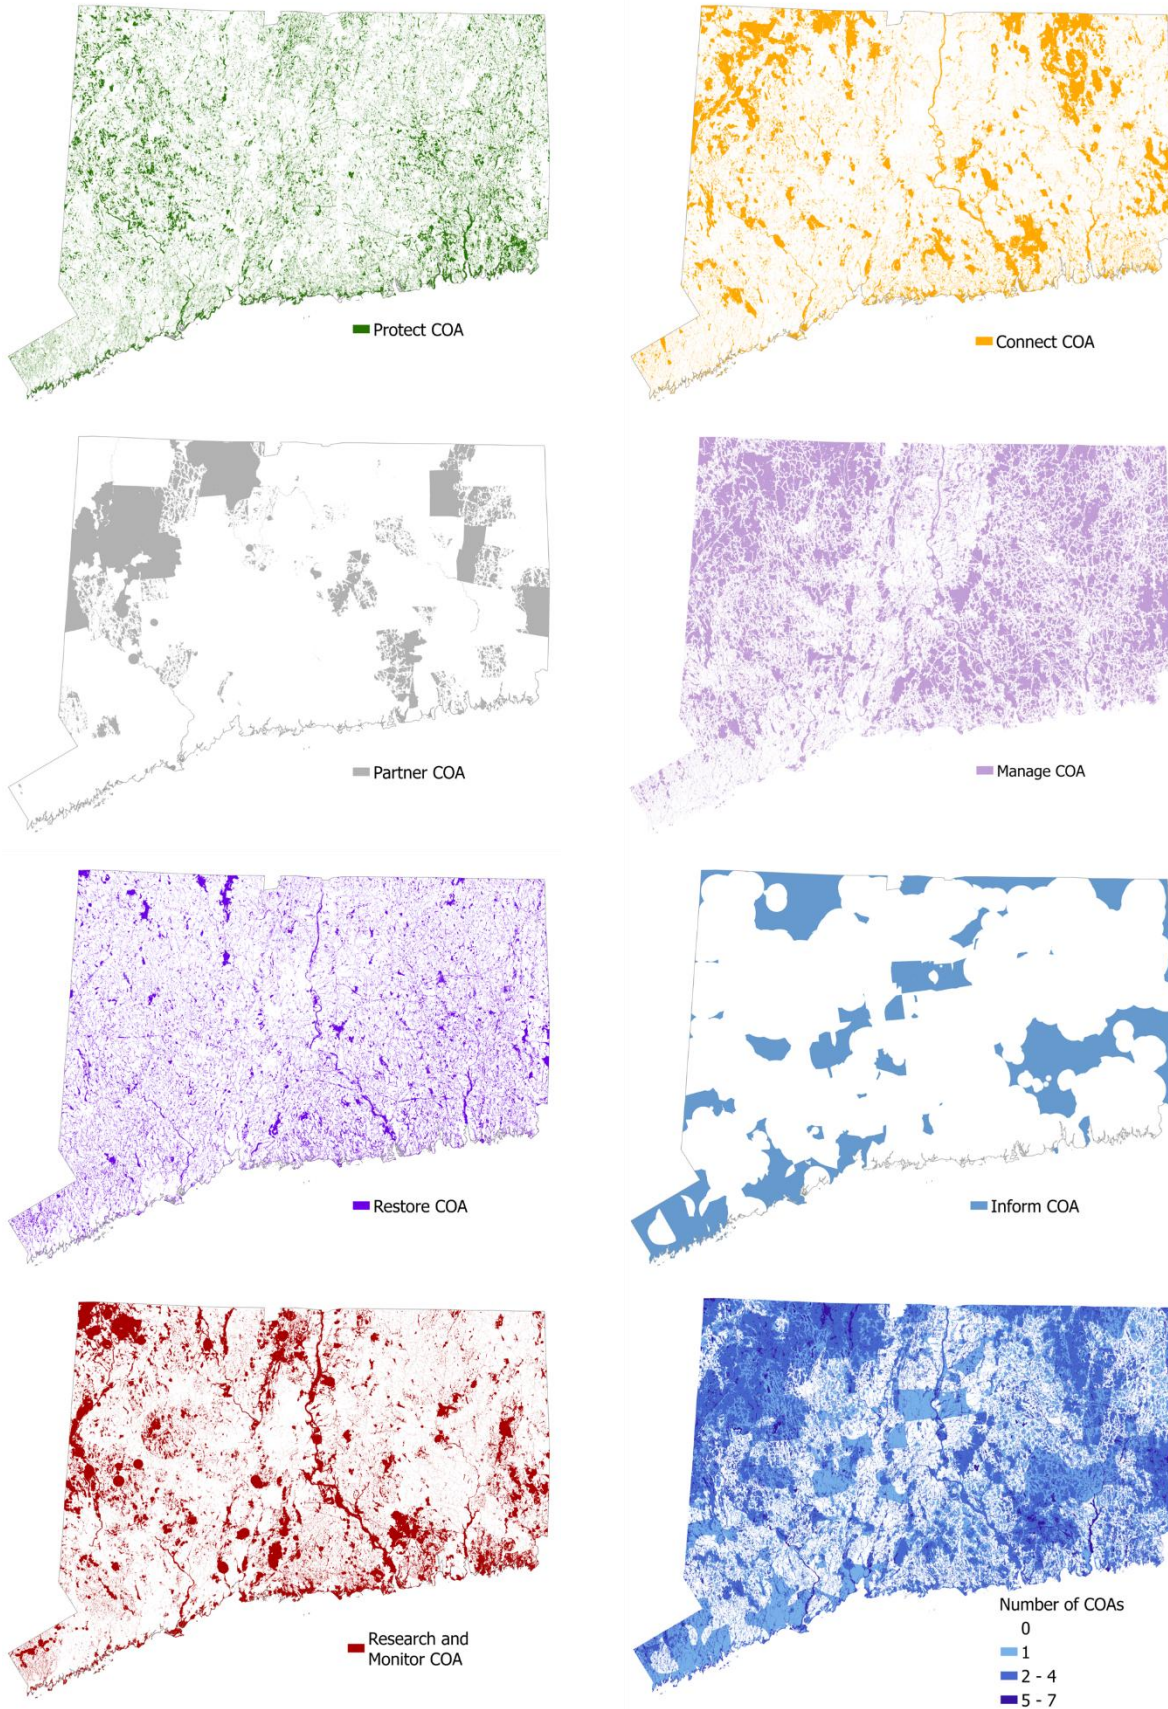 Protect COA
Connect COA
Partner COA
Manage COA
Restore COA
Inform COA
Research and
Monitor COA
Number of COAs
0
1
2 - 4
5 - 7